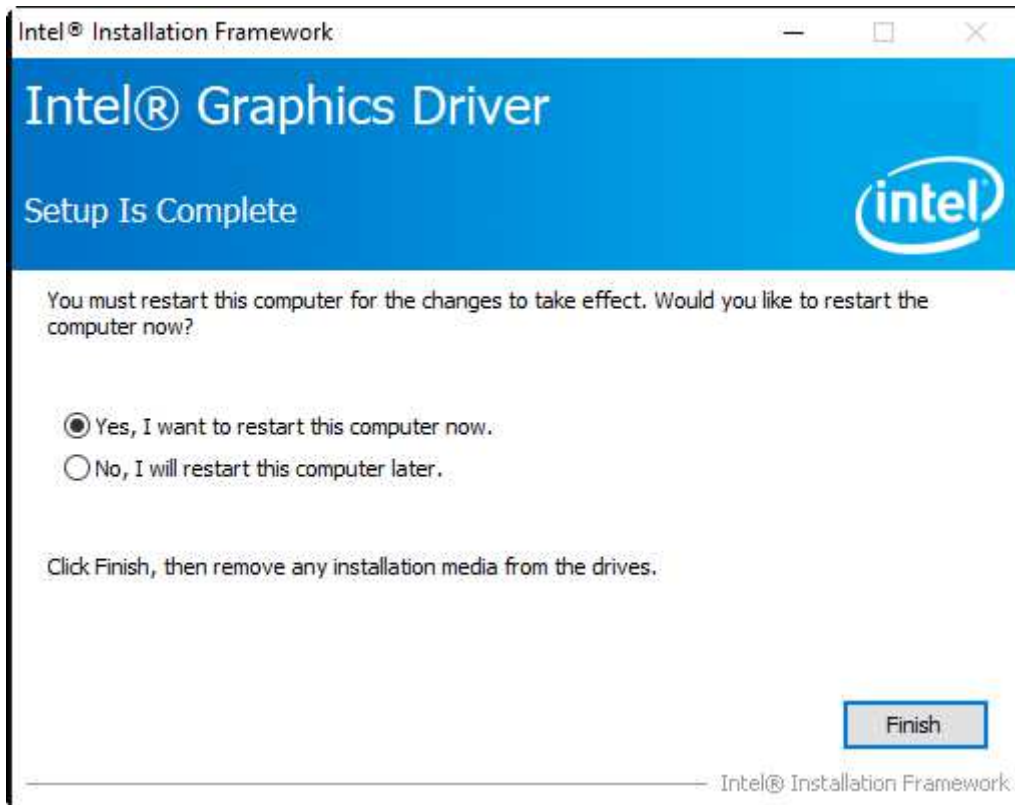 Intel® Installation Framework
Intel® Graphics Driver
Setup Is Complete
intel
You must restart this computer for the changes to take effect. Would you like to restart the
computer now?
Yes, I want to restart this computer now.
No, I will restart this computer later.
Click Finish, then remove any installation media from the drives.
Finish
Intel® Installation Framework